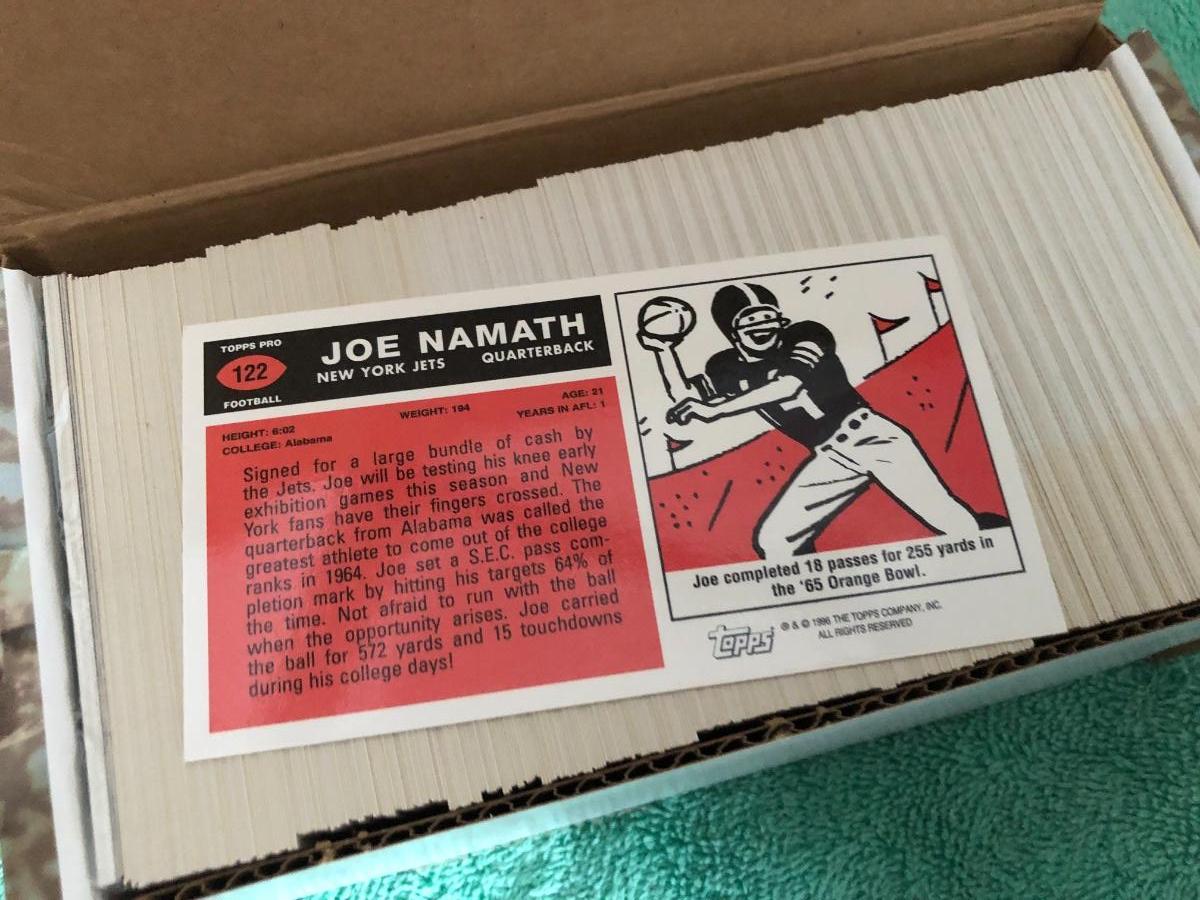 TOPPS PRO
122
FOOTBALL
JOE NAMATH
NEW YORK JETS QUARTERBACK
HEIGHT: 6:02 WEIGHT: 194 AGE: 21
COLLEGE: Alabama YEARS IN AFL: 1
Signed for a large bundle of cash by
the Jets. Joe will be testing his knee early
exhibition games this season and New
York fans have their fingers crossed. The
quarterback from Alabama was called the
greatest athlete to come out of the college
ranks in 1964. Joe set a S.E.C. pass com-
pletion mark by hitting his targets 64% of
the time. Not afraid to run with the ball
when the opportunity arises. Joe carried
the ball for 572 yards and 15 touchdowns
during his college days!
Joe completed 18 passes for 255 yards in
the '65 Orange Bowl.
topps
® & © 1996 THE TOPPS COMPANY, INC.
ALL RIGHTS RESERVED